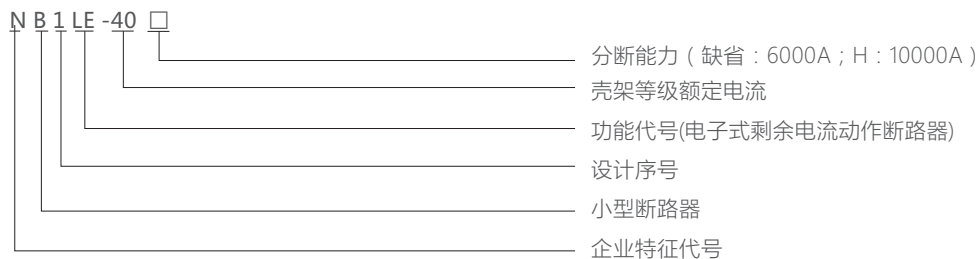 N B 1 LE -40 □
分断能力（缺省：6000A；H：10000A）
壳架等级额定电流
功能代号(电子式剩余电流动作断路器)
设计序号
小型断路器
企业特征代号